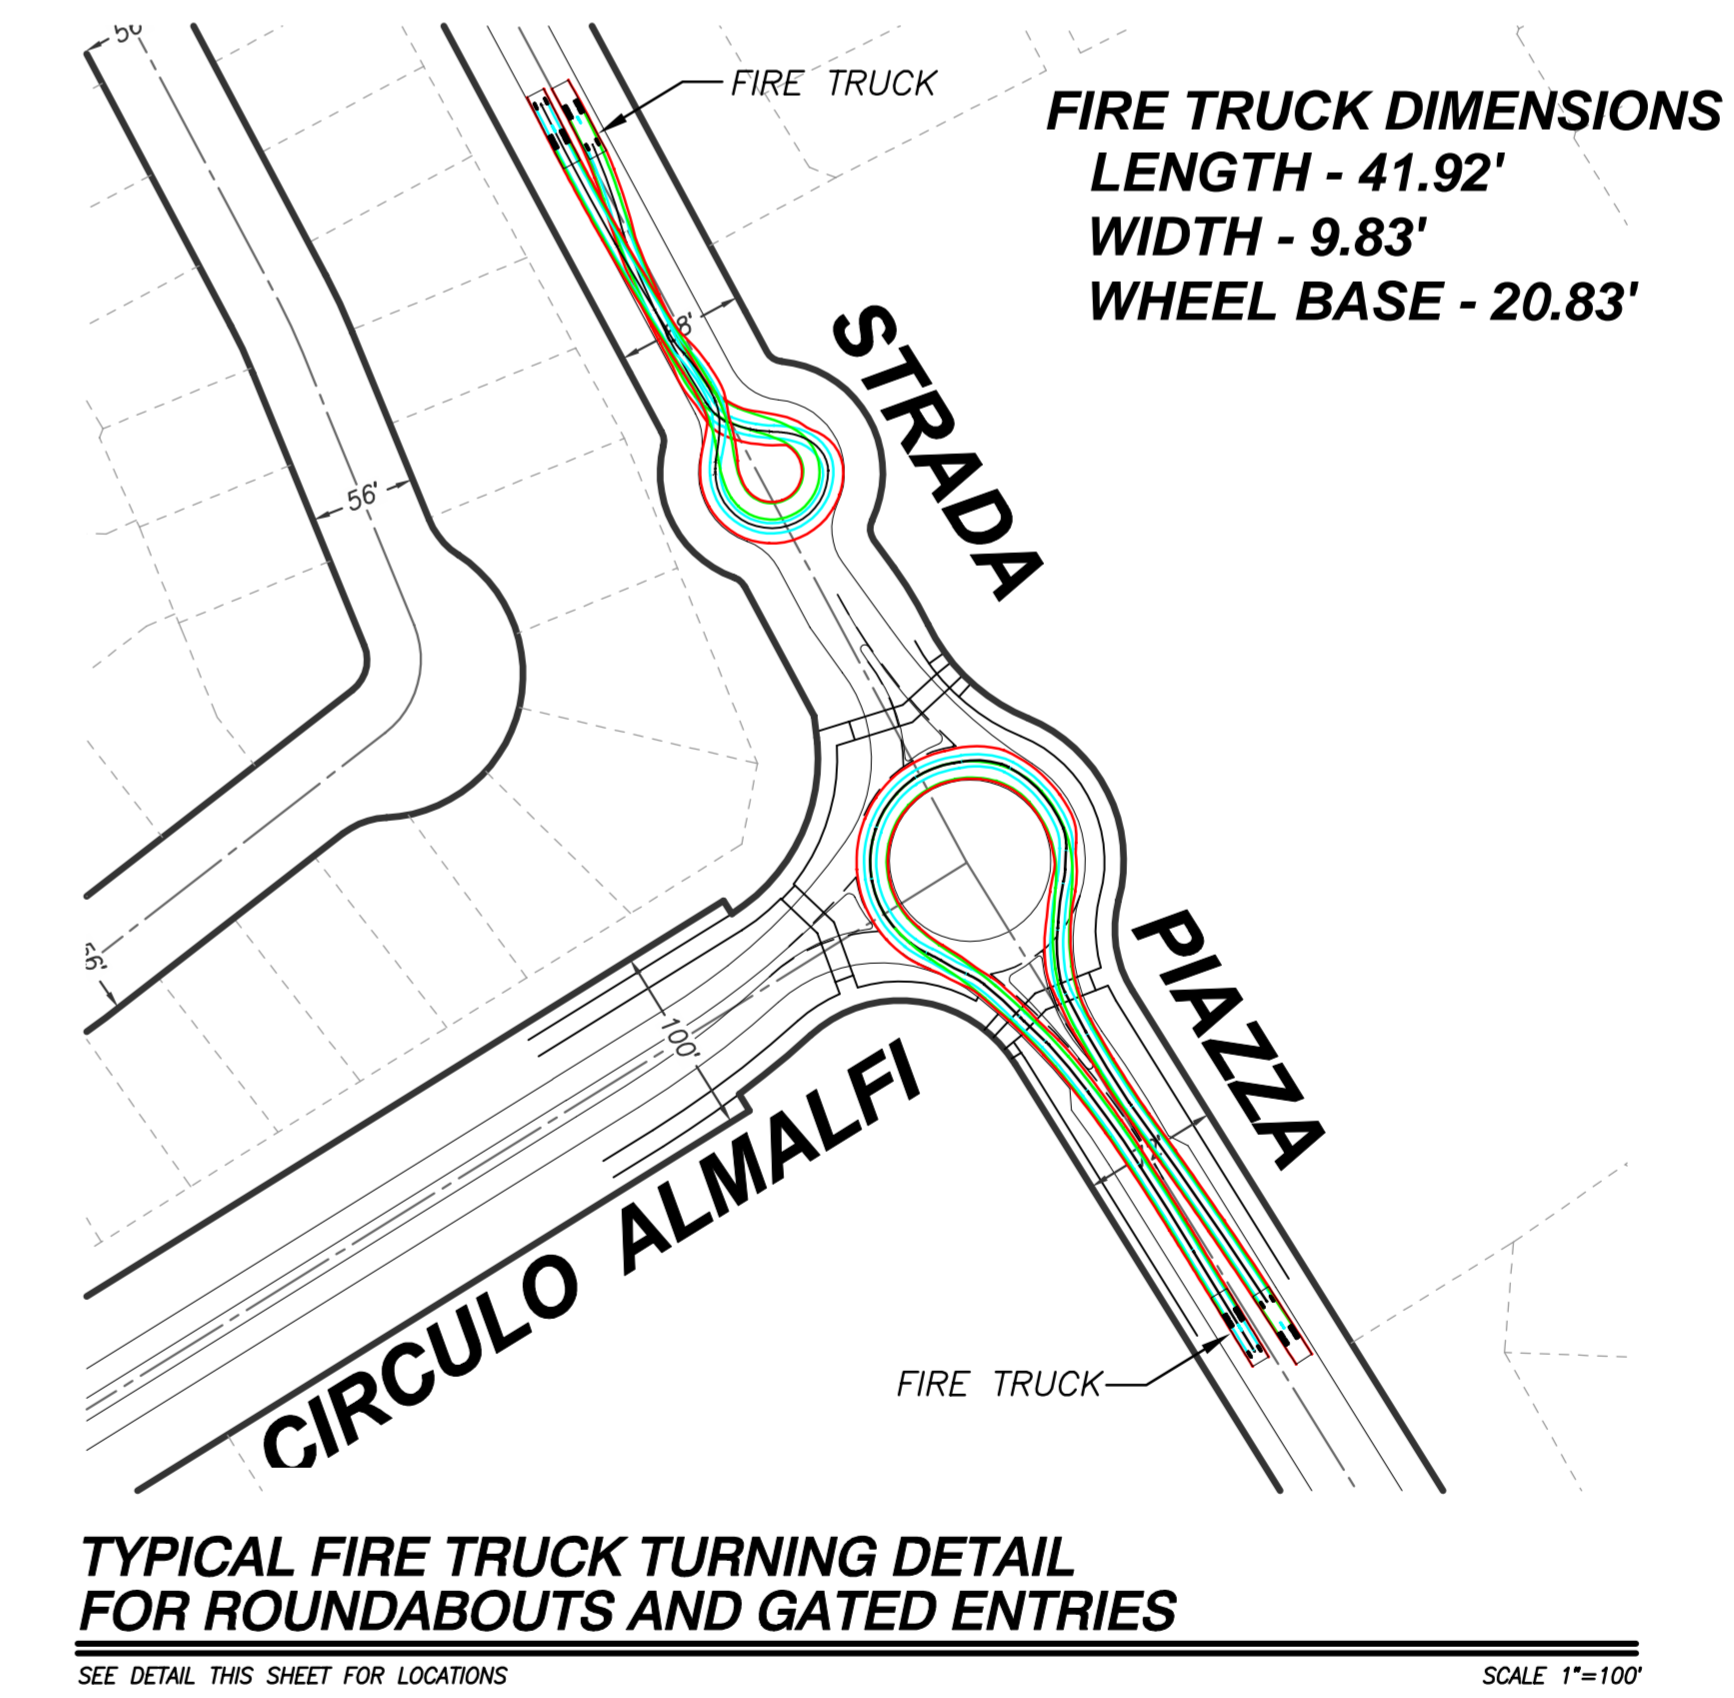 FIRE TRUCK
FIRE TRUCK DIMENSIONS
LENGTH - 41.92'
WIDTH - 9.83'
WHEEL BASE - 20.83'
STRADA
56'
PIAZZA
100'
CIRCULO ALMALFI
FIRE TRUCK
TYPICAL FIRE TRUCK TURNING DETAIL
FOR ROUNDABOUTS AND GATED ENTRIES
SEE DETAIL THIS SHEET FOR LOCATIONS
SCALE 1"=100'